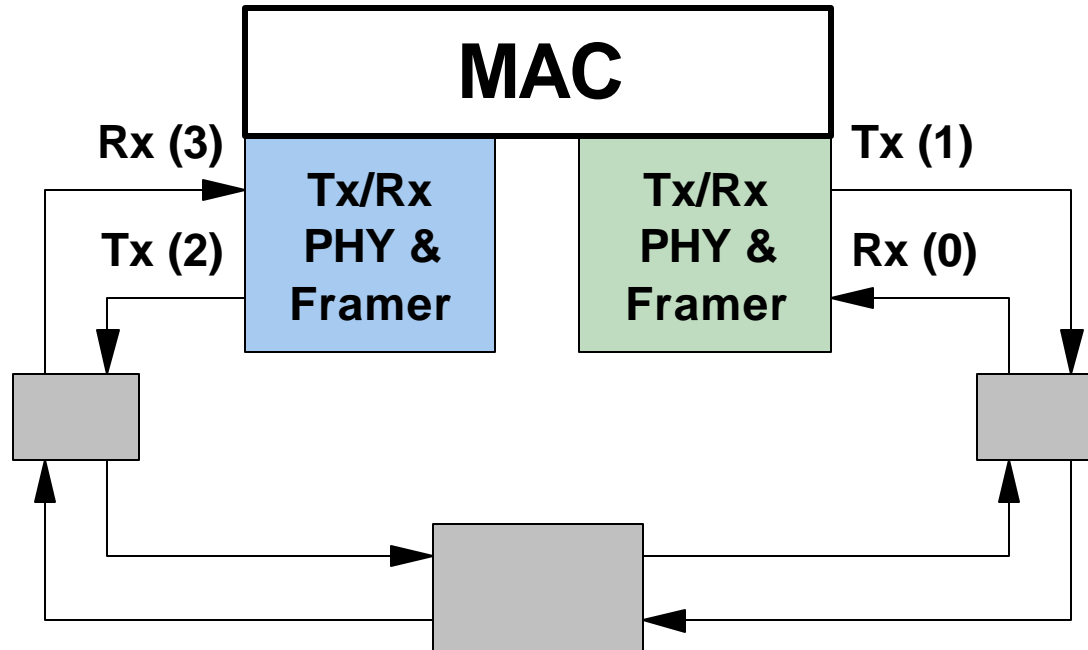 MAC
Rx (3)
Tx (2)
Tx/Rx
PHY &
Framer
Tx/Rx
PHY &
Framer
Tx (1)
Rx (0)